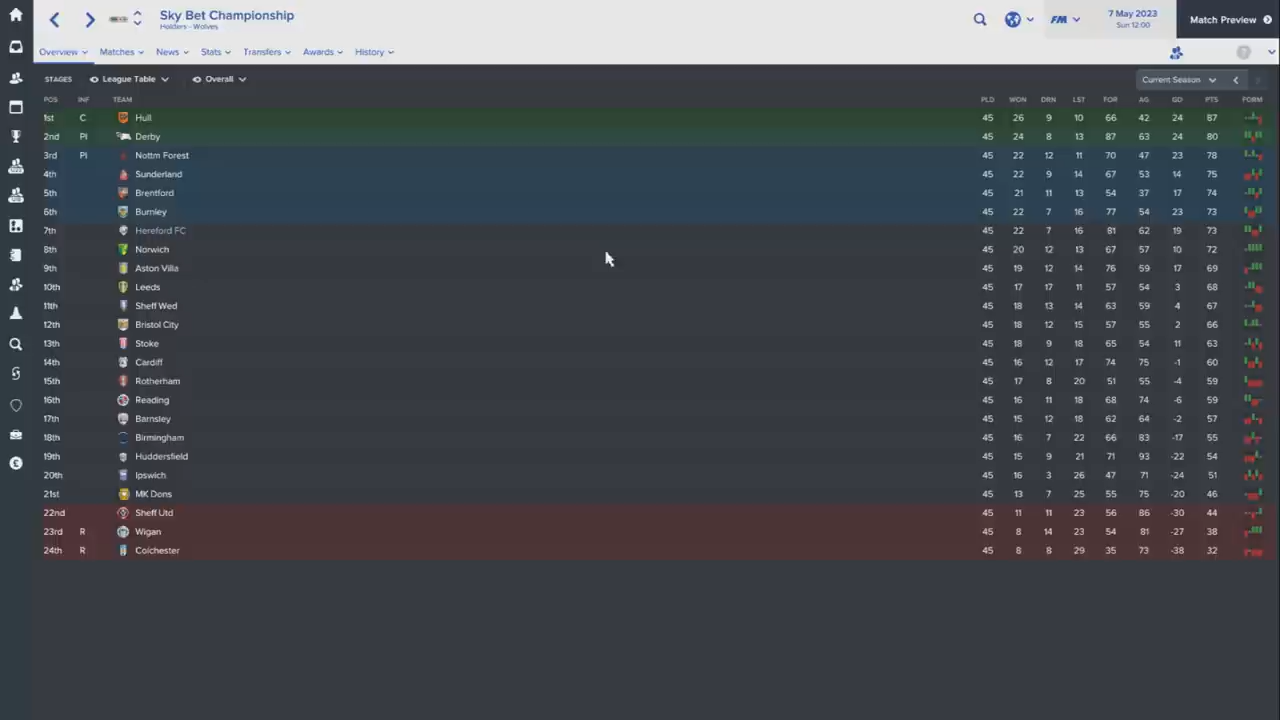 Sky Bet Championship
Holders - Wolves
FM
7 May 2023
Sun 12:00
Match Preview
Overview Matches News Stats Transfers Awards History
?
STAGES League Table Overall Current Season
POS INF TEAM PLD WON DRN LST FOR AG GD PTS FORM
1st C Hull 45 26 9 10 66 42 24 87
2nd Pl Derby 45 24 8 13 87 63 24 80
3rd Pl Nottm Forest 45 22 12 11 70 47 23 78
4th Sunderland 45 22 9 14 67 53 14 75
5th Brentford 45 21 11 13 54 37 17 74
6th Burnley 45 22 7 16 77 54 23 73
7th Hereford FC 45 22 7 16 81 62 19 73
8th Norwich 45 20 12 13 67 57 10 72
9th Aston Villa 45 19 12 14 76 59 17 69
10th Leeds 45 17 17 11 57 54 3 68
11th Sheff Wed 45 18 13 14 63 59 4 67
12th Bristol City 45 18 12 15 57 55 2 66
13th Stoke 45 18 9 18 65 54 11 63
14th Cardiff 45 16 12 17 74 75 -1 60
15th Rotherham 45 17 8 20 51 55 -4 59
16th Reading 45 16 11 18 68 74 -6 59
17th Barnsley 45 15 12 18 62 64 -2 57
18th Birmingham 45 16 7 22 66 83 -17 55
19th Huddersfield 45 15 9 21 71 93 -22 54
20th Ipswich 45 16 3 26 47 71 -24 51
21st MK Dons 45 13 7 25 55 75 -20 46
22nd Sheff Utd 45 11 11 23 56 86 -30 44
23rd R Wigan 45 8 14 23 54 81 -27 38
24th R Colchester 45 8 8 29 35 73 -38 32